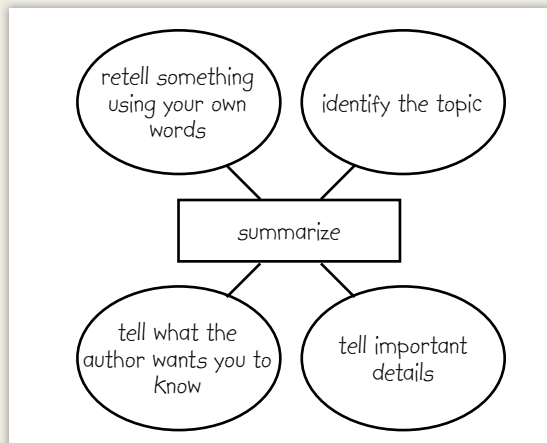 retell something
using your own
words
identify the topic
summarize
tell what the
author wants you to
know
tell important
details